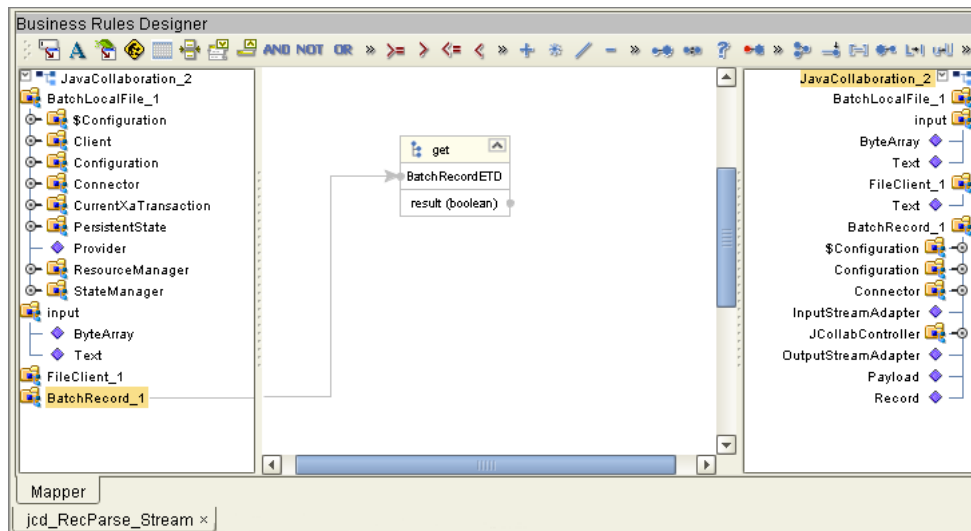 Business Rules Designer
A AND NOT OR » >= > <= < » + * / - » ? » »
JavaCollaboration_2
BatchLocalFile_1
$Configuration
Client
Configuration
Connector
CurrentXaTransaction
PersistentState
Provider
ResourceManager
StateManager
input
ByteArray
Text
FileClient_1
BatchRecord_1
get
BatchRecordETD
result (boolean)
JavaCollaboration_2
BatchLocalFile_1
input
ByteArray
Text
FileClient_1
Text
BatchRecord_1
$Configuration
Configuration
Connector
InputStreamAdapter
JCollabController
OutputStreamAdapter
Payload
Record
Mapper
jcd_RecParse_Stream ×